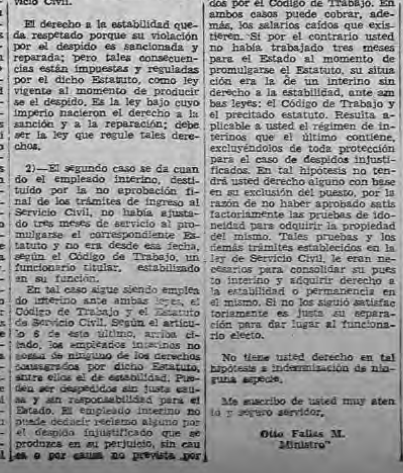 vicio Civil.
El derecho a la estabilidad que-
da respetado porque su violación
por el despido es sancionada y
reparada; pero tales consecuen-
cias están impuestas y reguladas
por el dicho Estatuto, como ley
vigente al momento de producir
se el despido. Es la ley bajo cuyo
imperio nacieron el derecho a la
sanción y a la reparación; debe
ser la ley que regule tales dere-
chos.
2)—El segundo caso se da cuan
do el empleado interino, desti-
tuído por la no aprobación fi-
nal de los trámites de ingreso al
Servicio Civil, no había ajusta-
do tres meses de servicio al pro-
mulgarse el correspondiente Es-
tatuto y no era desde esa fecha,
según el Código de Trabajo, un
funcionario titular, estabilizado
en su función.
En tal caso sigue siendo emplea
do interino ante ambas leyes, el
Código de Trabajo y el Estatuto
de Servicio Civil. Según el artícu-
lo 8 de este último, arriba ci-
tado, los empleados interinos no
gozan de ninguno de los derechos
consagrados por dicho Estatuto,
entre ellos el de estabilidad. Pue-
den ser despedidos sin justa cau-
sa y sin responsabilidad para el
Estado. El empleado interino no
puede deducir reclamo alguno por
el despido injustificado que se
produzca en su perjuicio, sin cau
sa o por causa no prevista por
dos por el Código de Trabajo. En
ambos casos puede cobrar, ade-
más, los salarios caídos que exis-
tieren. Si por el contrario usted
no había trabajado tres meses
para el Estado al momento de
promulgarse el Estatuto, su situa
ción era la de un interino sin
derecho a la estabilidad, ante am
bas leyes: el Código de Trabajo y
el precitado estatuto. Resulta a-
plicable a usted el régimen de in-
terinos que el último contiene,
excluyéndolos de toda protección
para el caso de despidos injusti-
ficados. En tal hipótesis no ten-
drá usted derecho alguno con base
en su exclusión del puesto, por la
razón de no haber aprobado satis
factoriamente las pruebas de ido-
neidad para adquirir la propiedad
del mismo. Tales pruebas y los
demás trámites establecidos en la
ley de Servicio Civil, le eran ne-
cesarios para consolidar su pues
to interino y adquirir derecho a
la estabilidad o permanencia en
el mismo. Si no los siguió satisfac
toriamente es justa su separa-
ción para dar lugar al funciona-
rio electo.
No tiene usted derecho en tal
hipótesis a indemnización de nin-
guna especie.
Me suscribo de usted muy aten
to y seguro servidor,
Otto Fallas M.
Ministro"